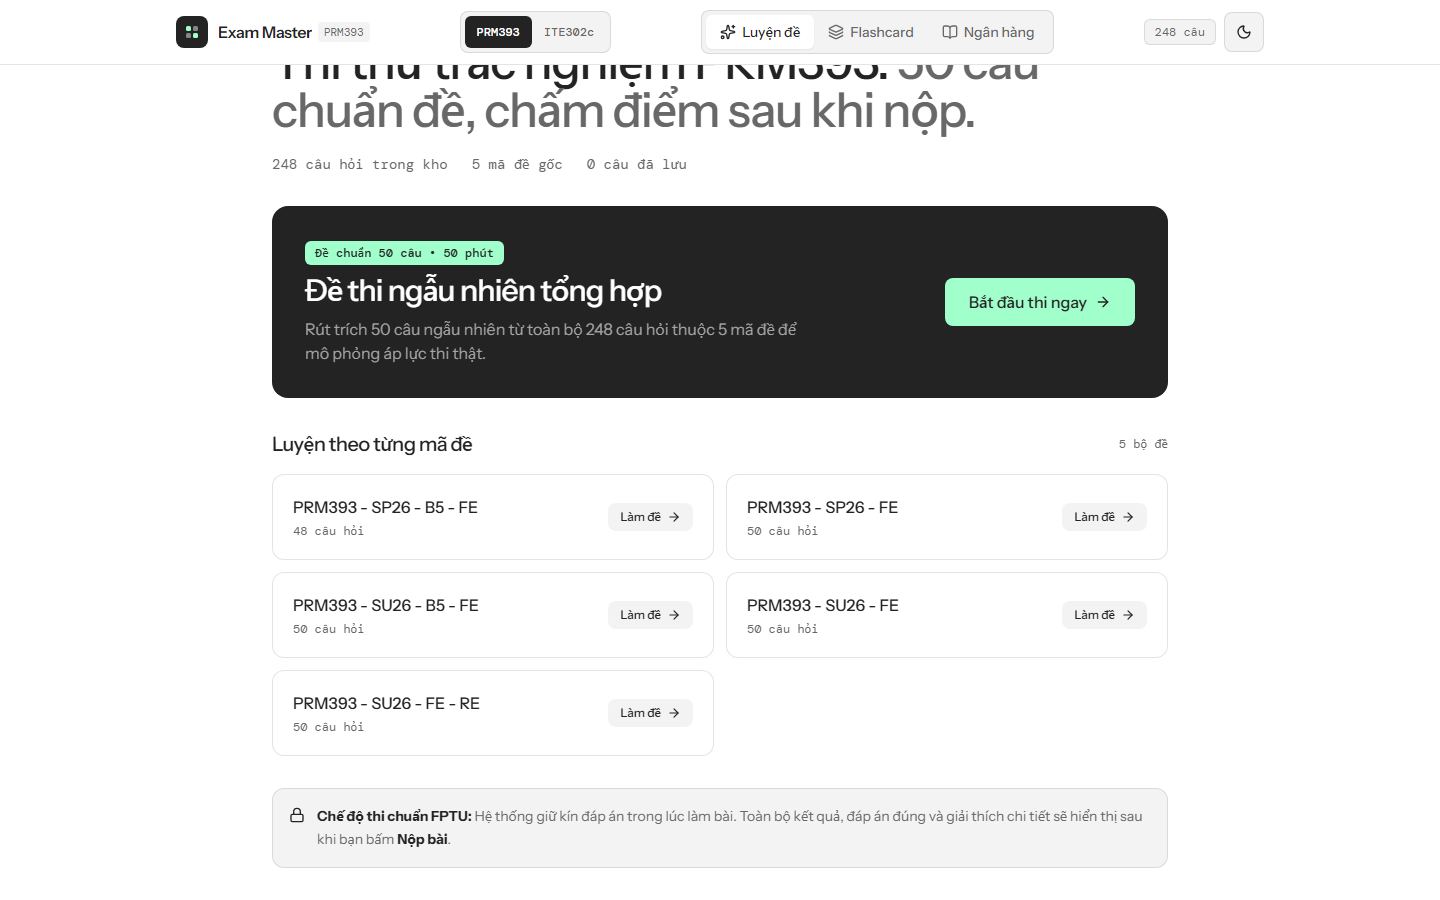 Exam Master PRM393
PRM393 ITE302c
Luyện đề Flashcard Ngân hàng
248 câu
Thi thử trắc nghiệm PRM393. 50 câu
chuẩn đề, chấm điểm sau khi nộp.
248 câu hỏi trong kho 5 mã đề gốc 0 câu đã lưu
Đề chuẩn 50 câu • 50 phút
Đề thi ngẫu nhiên tổng hợp
Rút trích 50 câu ngẫu nhiên từ toàn bộ 248 câu hỏi thuộc 5 mã đề để
mô phỏng áp lực thi thật.
Bắt đầu thi ngay
Luyện theo từng mã đề
5 bộ đề
PRM393 - SP26 - B5 - FE
48 câu hỏi
Làm đề
PRM393 - SP26 - FE
50 câu hỏi
Làm đề
PRM393 - SU26 - B5 - FE
50 câu hỏi
Làm đề
PRM393 - SU26 - FE
50 câu hỏi
Làm đề
PRM393 - SU26 - FE - RE
50 câu hỏi
Làm đề
Chế độ thi chuẩn FPTU: Hệ thống giữ kín đáp án trong lúc làm bài. Toàn bộ kết quả, đáp án đúng và giải thích chi tiết sẽ hiển thị sau
khi bạn bấm Nộp bài.